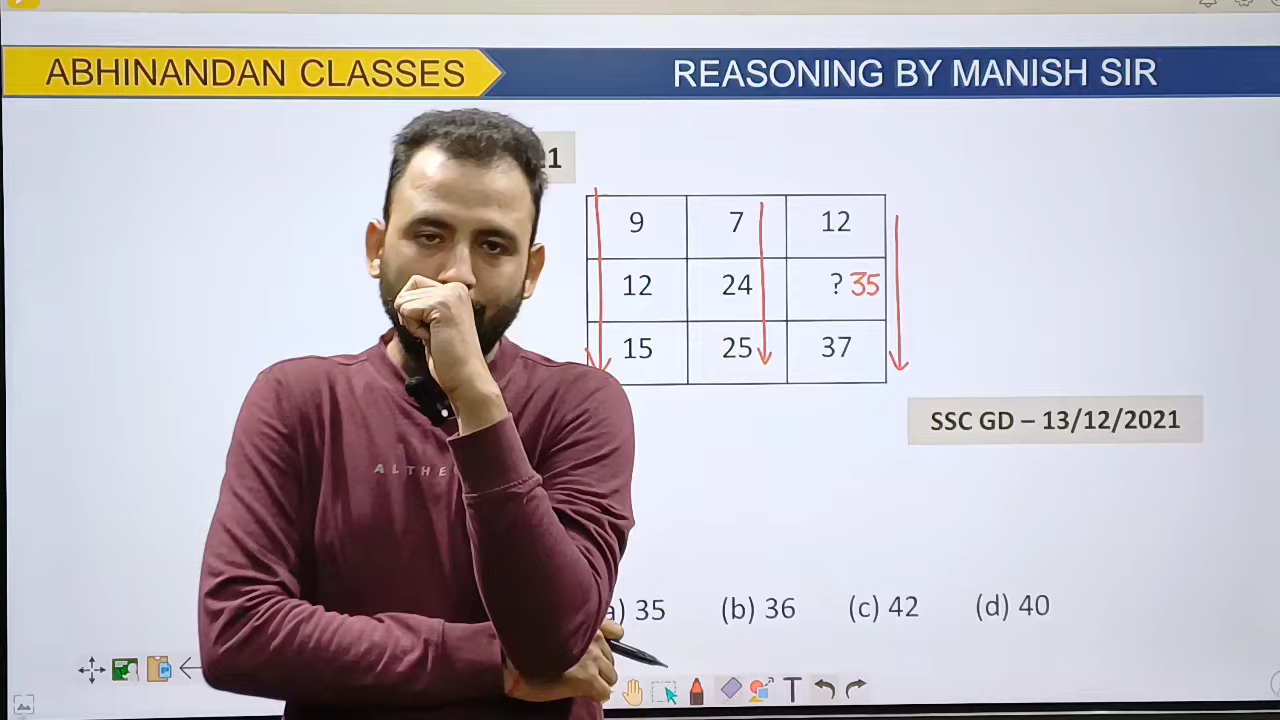 ABHINANDAN CLASSES
REASONING BY MANISH SIR
9 7 12
12 24 ? 35
15 25 37
SSC GD – 13/12/2021
ALTHE
a) 35 (b) 36 (c) 42 (d) 40
T